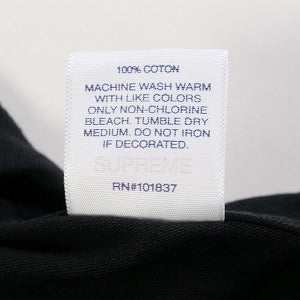 100% COTON
MACHINE WASH WARM
WITH LIKE COLORS
ONLY NON-CHLORINE
BLEACH. TUMBLE DRY
MEDIUM. DO NOT IRON
IF DECORATED.
SUPREME
RN#101837